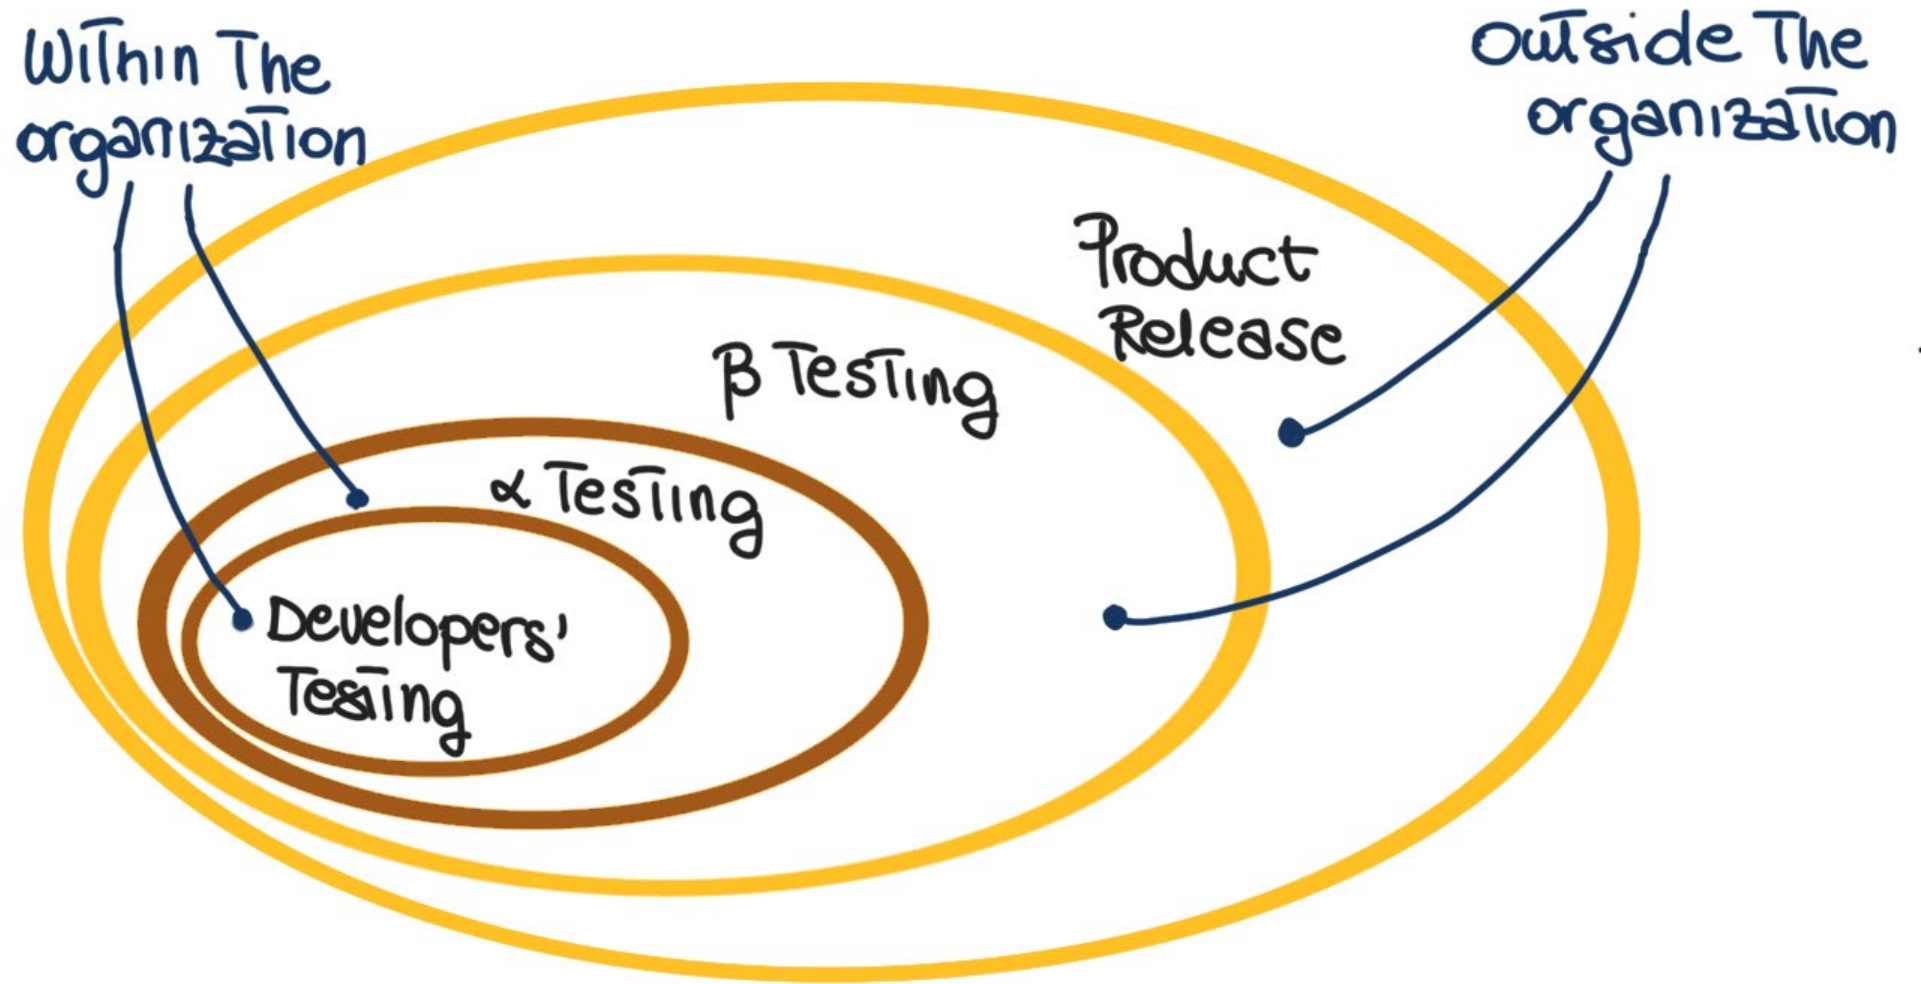 Within The
organization
Outside The
organization
Product
Release
β Testing
α Testing
Developers'
Testing